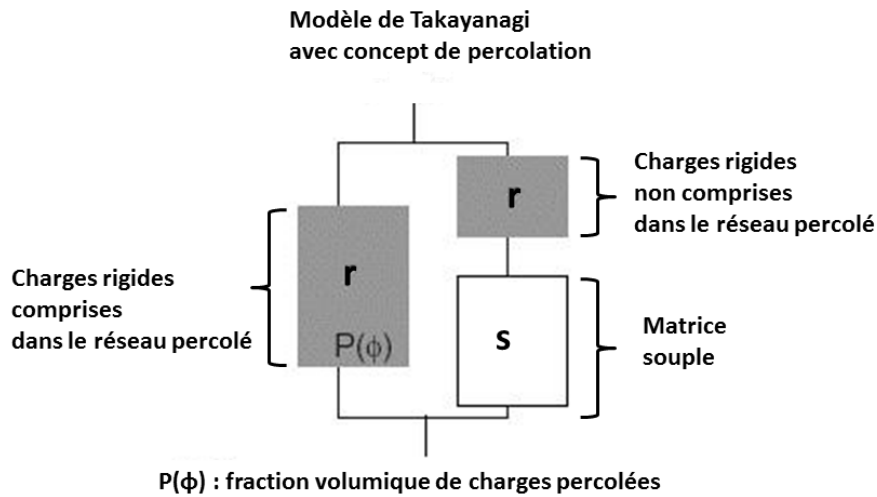 Modèle de Takayanagi
avec concept de percolation
Charges rigides
non comprises
dans le réseau percolé
r
Charges rigides
comprises
dans le réseau percolé
r
P(ϕ)
s
Matrice
souple
P(ϕ) : fraction volumique de charges percolées